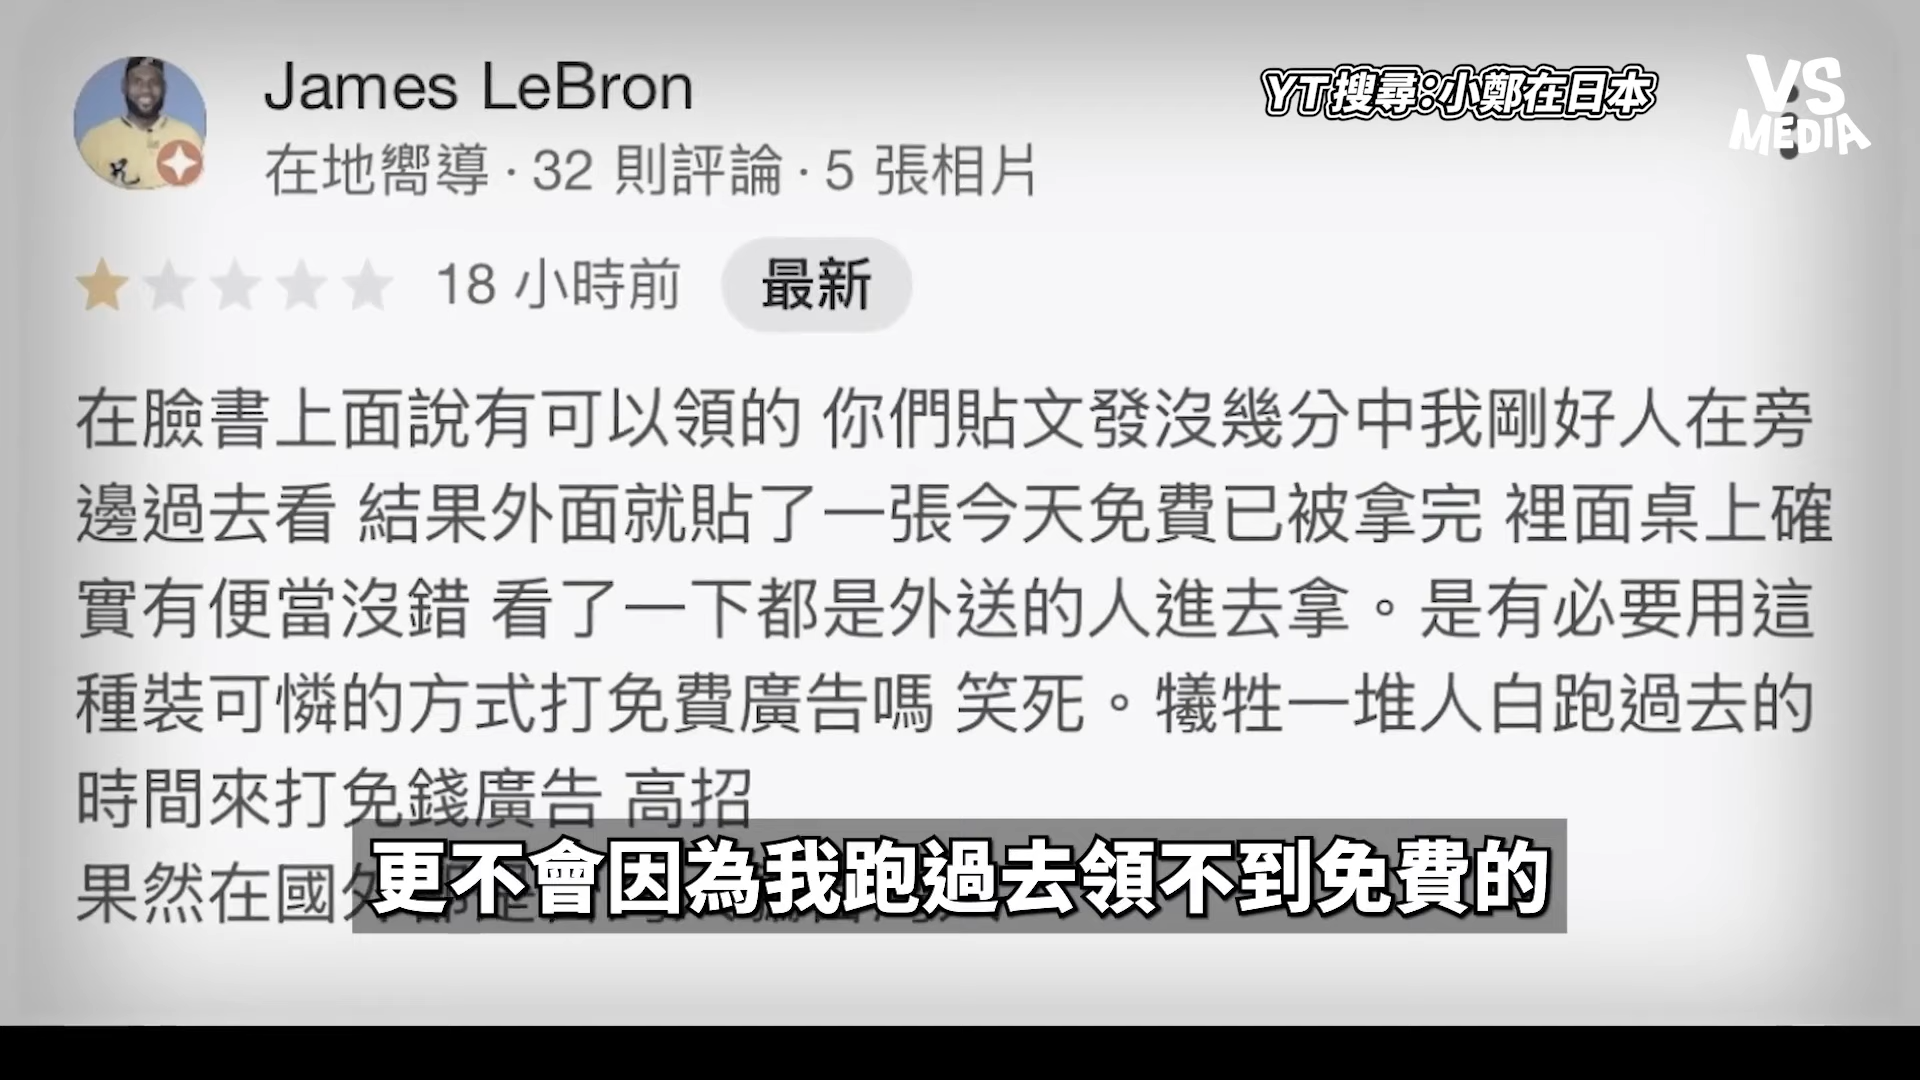 James LeBron
YT搜尋:小鄭在日本
VS MEDIA
在地嚮導 · 32 則評論 · 5 張相片
18 小時前 最新
在臉書上面說有可以領的 你們貼文發沒幾分中我剛好人在旁
邊過去看 結果外面就貼了一張今天免費已被拿完 裡面桌上確
實有便當沒錯 看了一下都是外送的人進去拿。是有必要用這
種裝可憐的方式打免費廣告嗎 笑死。犧牲一堆人白跑過去的
時間來打免錢廣告 高招
果然在國外
更不會因為我跑過去領不到免費的